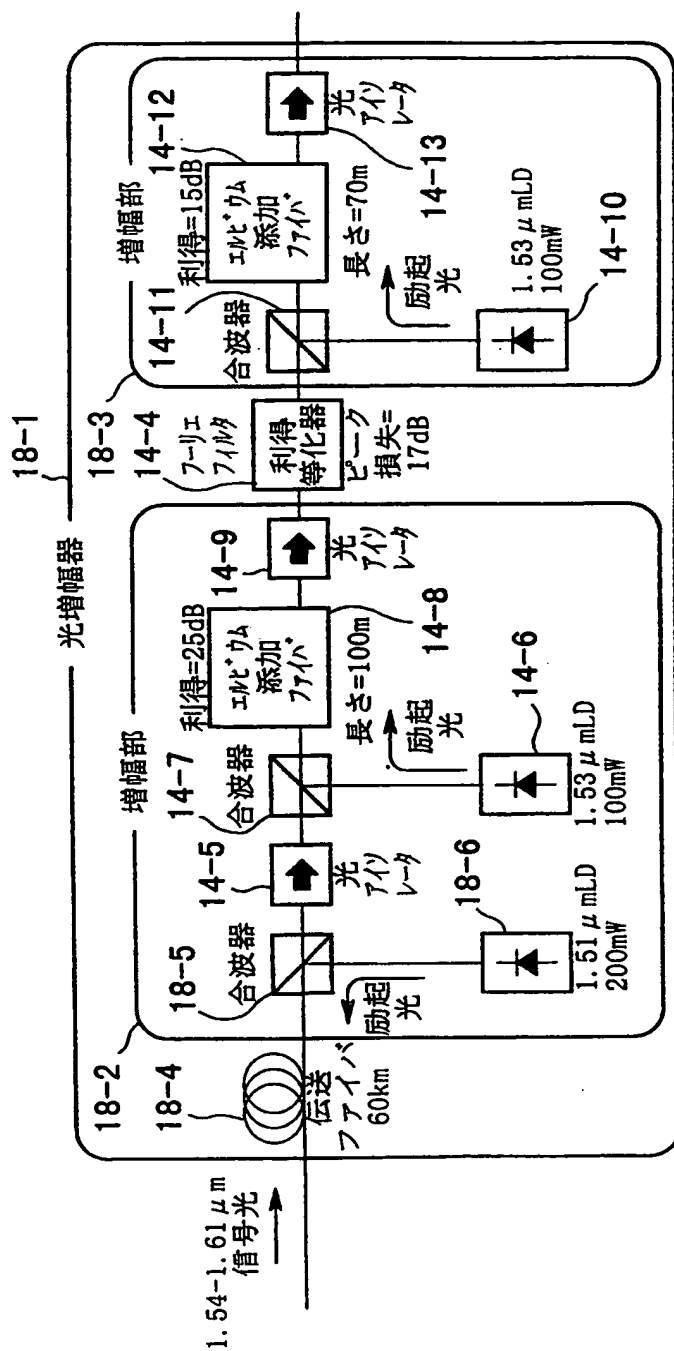 18-1
光増幅器
18-2
増幅部
18-3
増幅部
1.54-1.61μm
信号光
18-4
伝送
ファイバ
60km
18-5
合波器
励起
光
18-6
1.51μmLD
200mW
14-5
光
アイソ
レータ
14-7
合波器
励起
光
14-6
1.53μmLD
100mW
利得=25dB
エルビウム
添加
ファイバ
14-8
長さ=100m
14-9
光
アイソ
レータ
14-4
フーリエ
フィルタ
利得
等化器
ピーク
損失=
17dB
14-11
合波器
励起
光
14-10
1.53μmLD
100mW
14-12
利得=15dB
エルビウム
添加
ファイバ
長さ=70m
14-13
光
アイソ
レータ